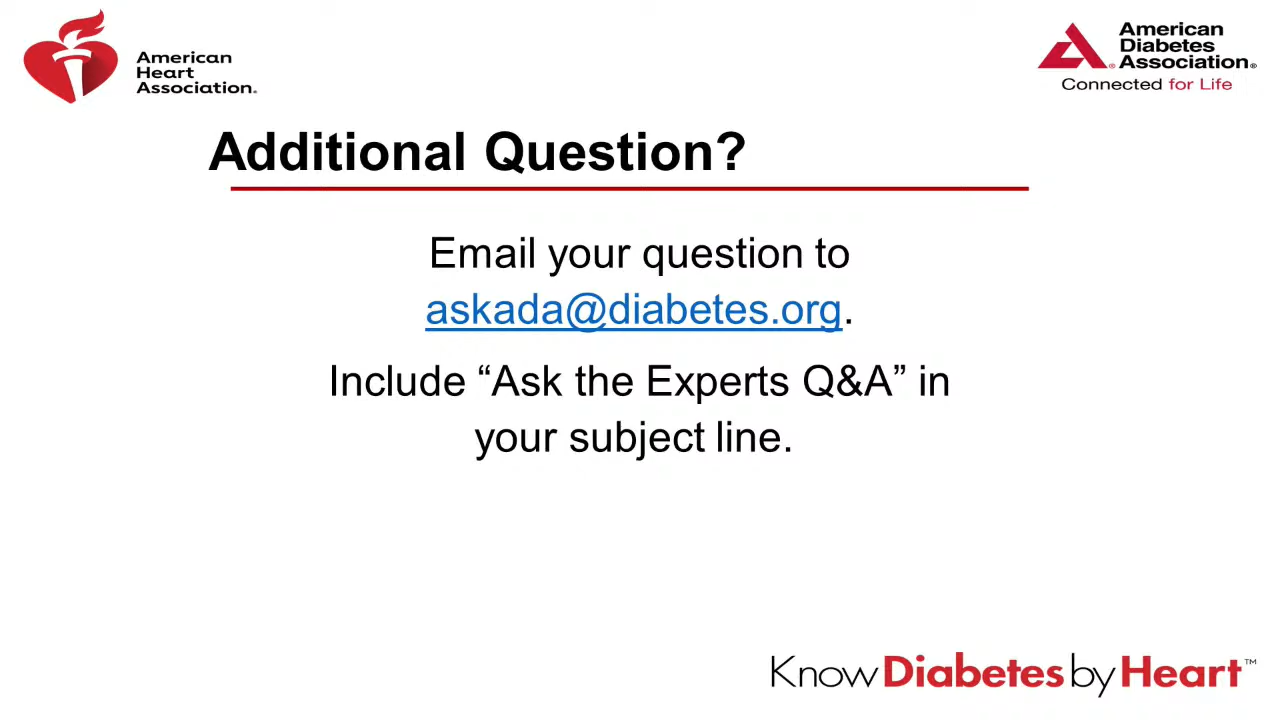 American
Heart
Association.
American
Diabetes
Association®
Connected for Life
Additional Question?
Email your question to
askada@diabetes.org.
Include “Ask the Experts Q&A” in
your subject line.
Know Diabetes by Heart™